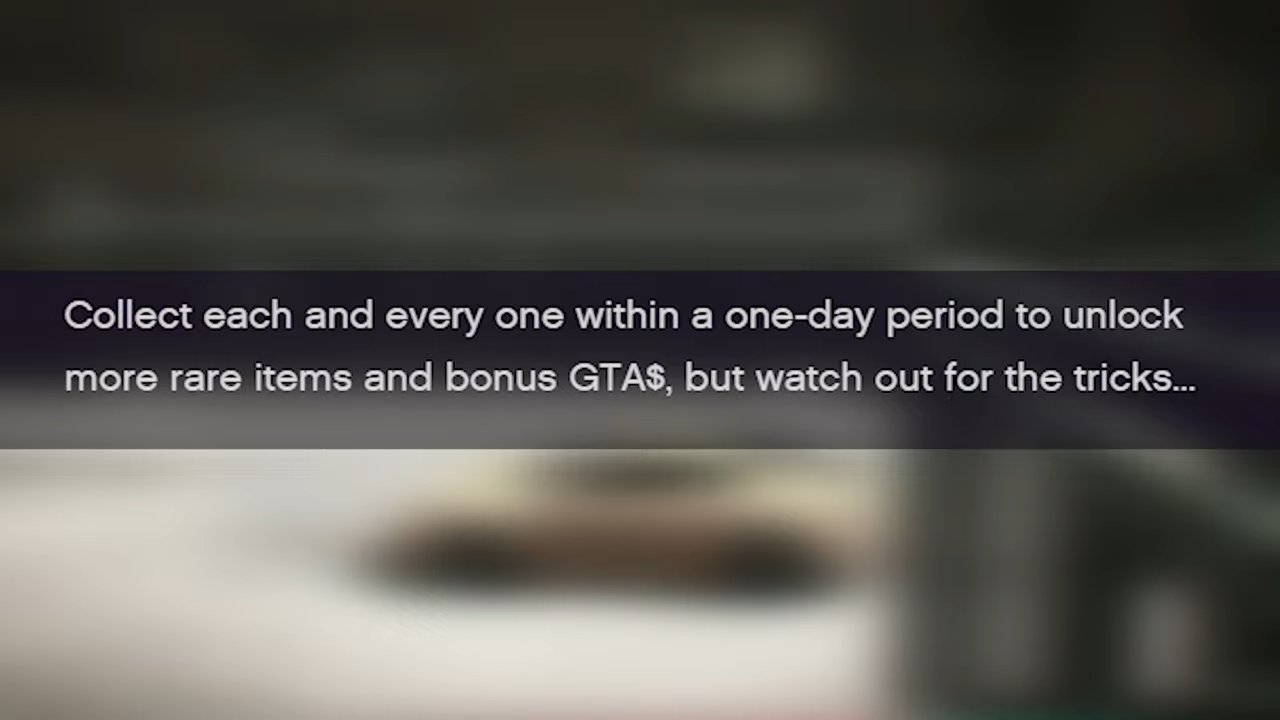 Collect each and every one within a one-day period to unlock
more rare items and bonus GTA$, but watch out for the tricks...